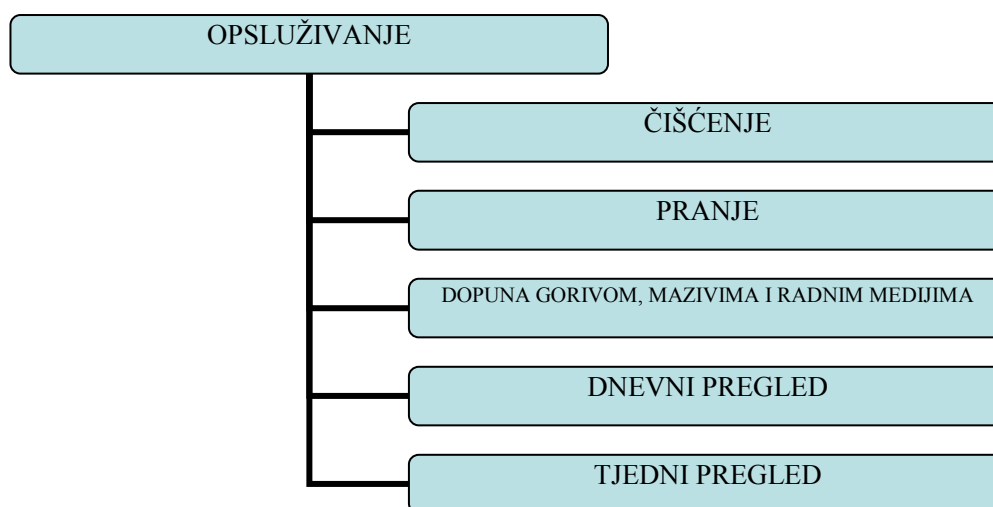 OPSLUŽIVANJE
ČIŠĆENJE
PRANJE
DOPUNA GORIVOM, MAZIVIMA I RADNIM MEDIJIMA
DNEVNI PREGLED
TJEDNI PREGLED